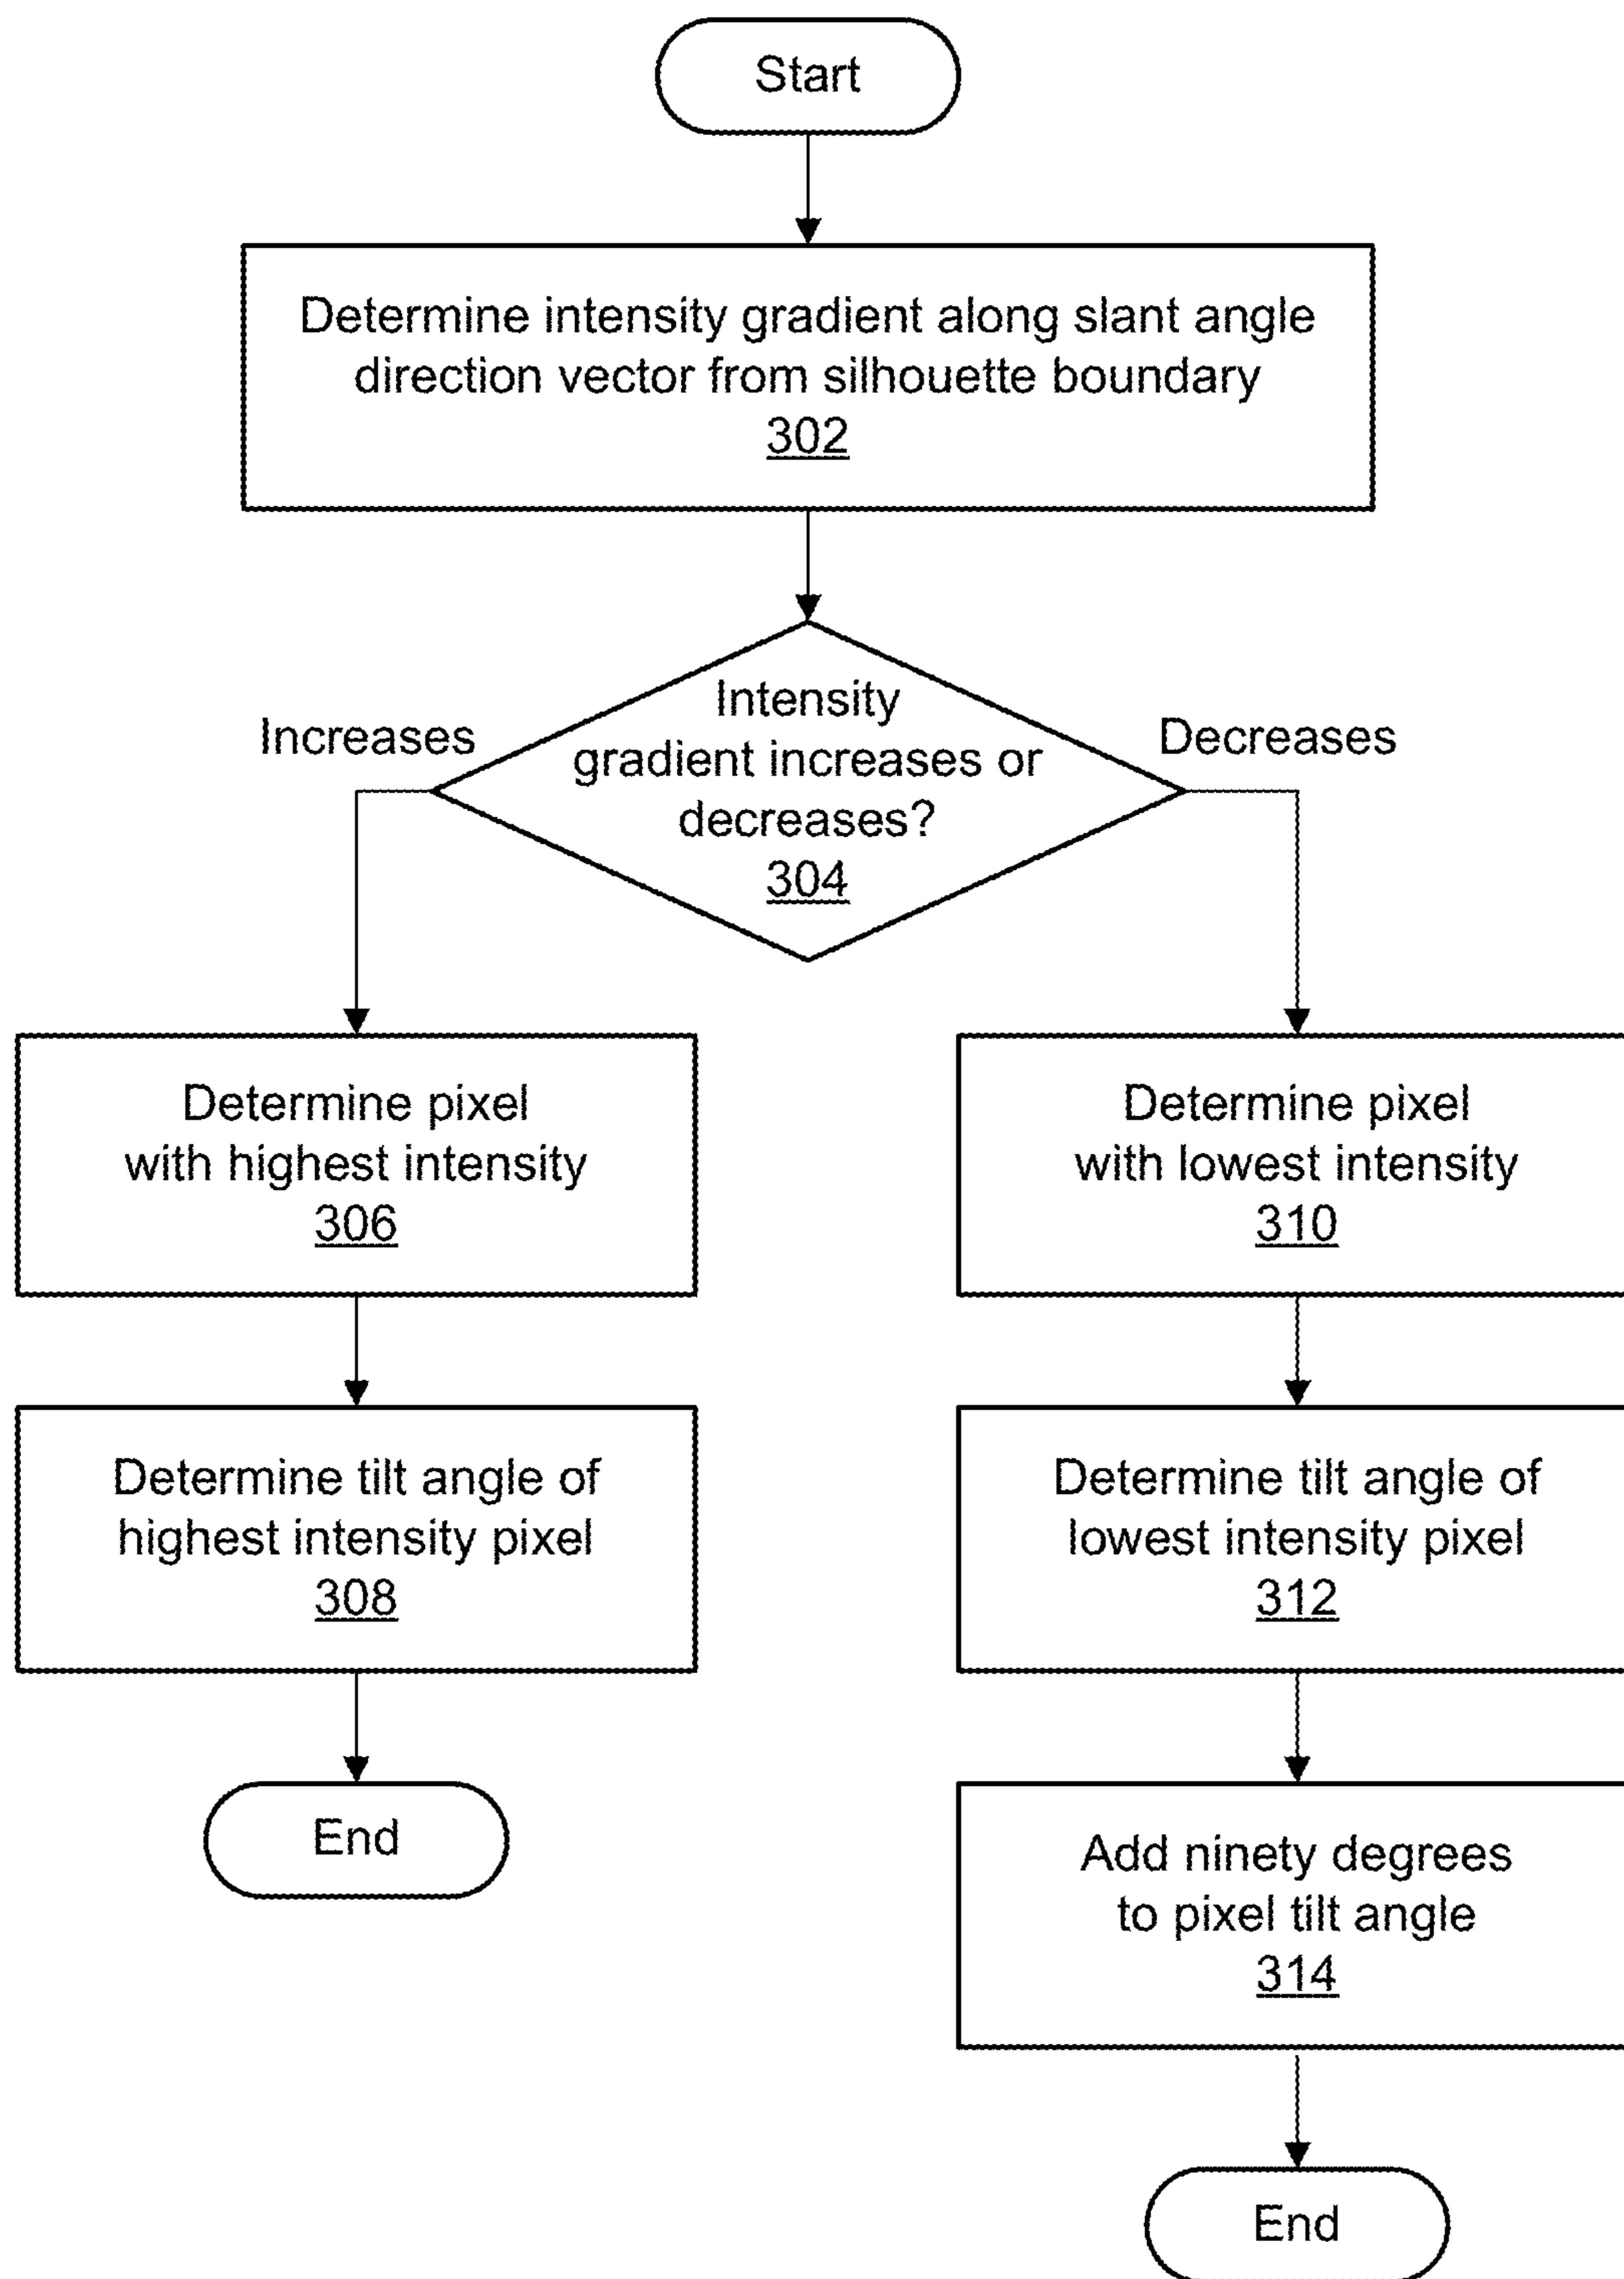 Start
Determine intensity gradient along slant angle
direction vector from silhouette boundary
302
Intensity
gradient increases or
decreases?
304
Increases
Decreases
Determine pixel
with highest intensity
306
Determine tilt angle of
highest intensity pixel
308
End
Determine pixel
with lowest intensity
310
Determine tilt angle of
lowest intensity pixel
312
Add ninety degrees
to pixel tilt angle
314
End